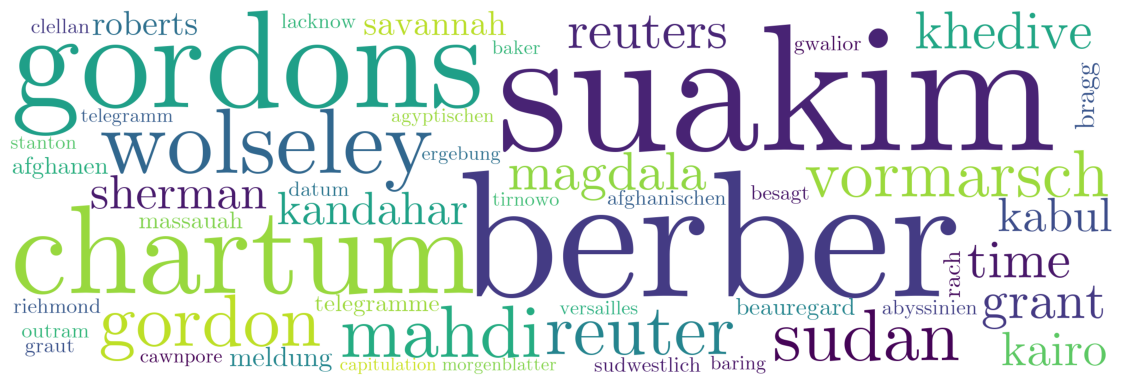 clellan roberts lacknow savannah reuters gwalior khedive
gordons baker suakim bragg
telegramm agyptischen
stanton wolseley ergebung
afghanen magdala vormarsch
sherman datum kandahar tirnowo afghanischen besagt kabul
massauah
chartum berber rach time
riehmond gordon telegramme versailles beauregard abyssinien grant
outram mahdi reuter sudan kairo
graut cawnpore meldung capitulation morgenblatter sudwestlich baring